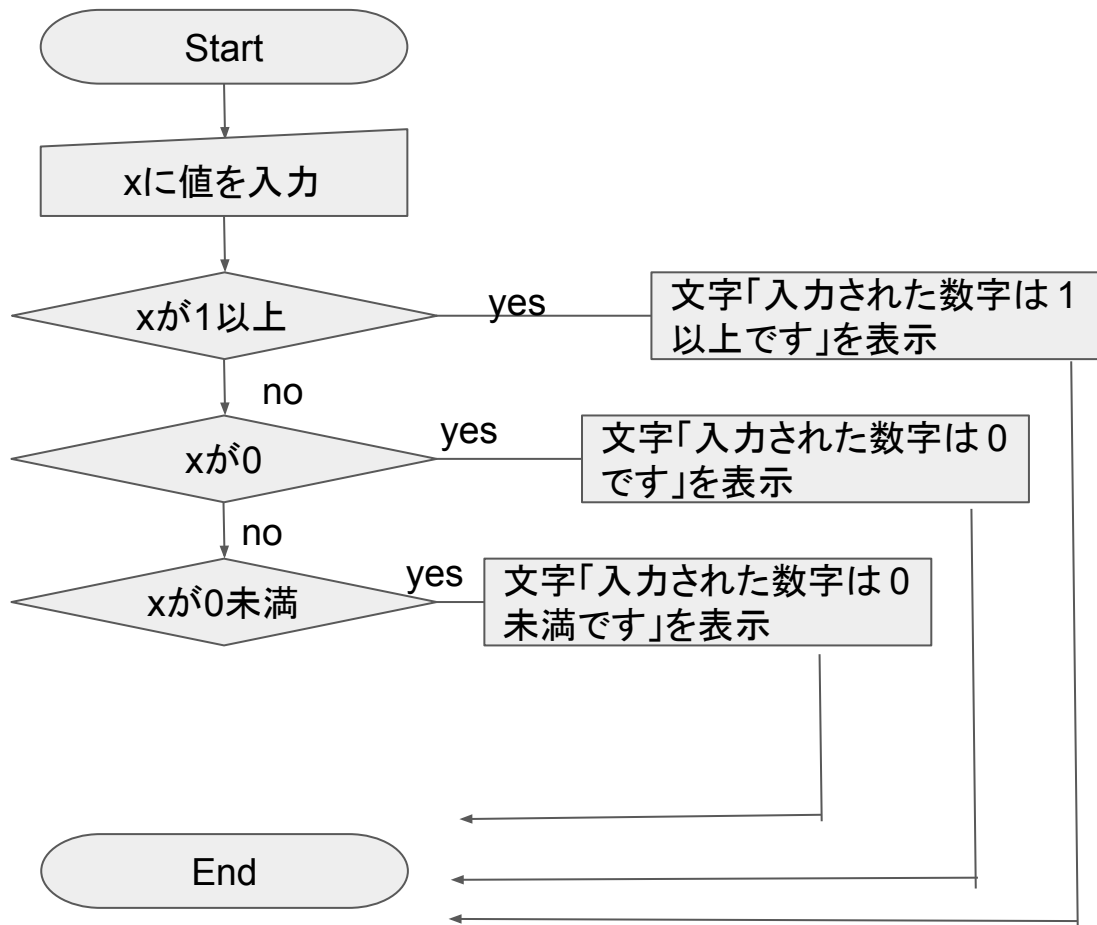 Start
xに値を入力
xが1以上
yes
文字「入力された数字は1
以上です」を表示
no
xが0
yes
文字「入力された数字は0
です」を表示
no
xが0未満
yes
文字「入力された数字は0
未満です」を表示
End